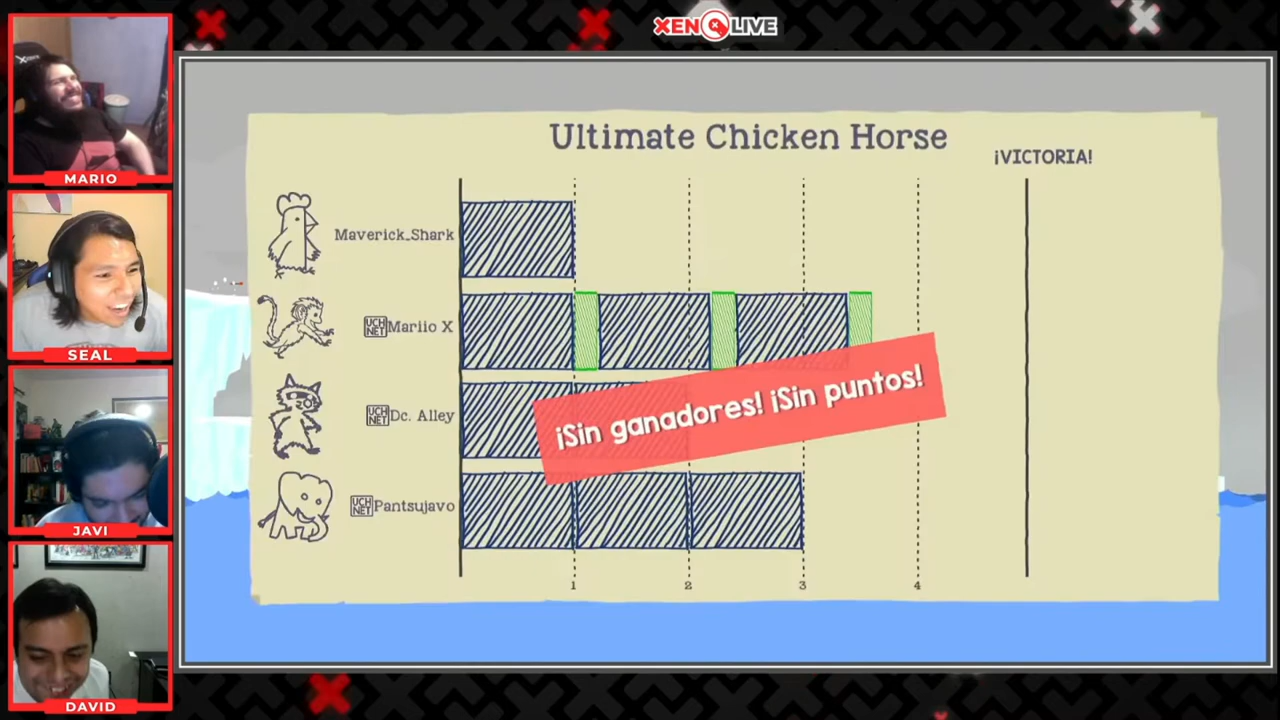 XENOLIVE
Ultimate Chicken Horse
¡VICTORIA!
Maverick_Shark
UCH
NET
Mariio X
UCH
NET
Dc. Alley
UCH
NET
Pantsujavo
¡Sin ganadores! ¡Sin puntos!
1 2 3 4
MARIO
SEAL
JAVI
DAVID